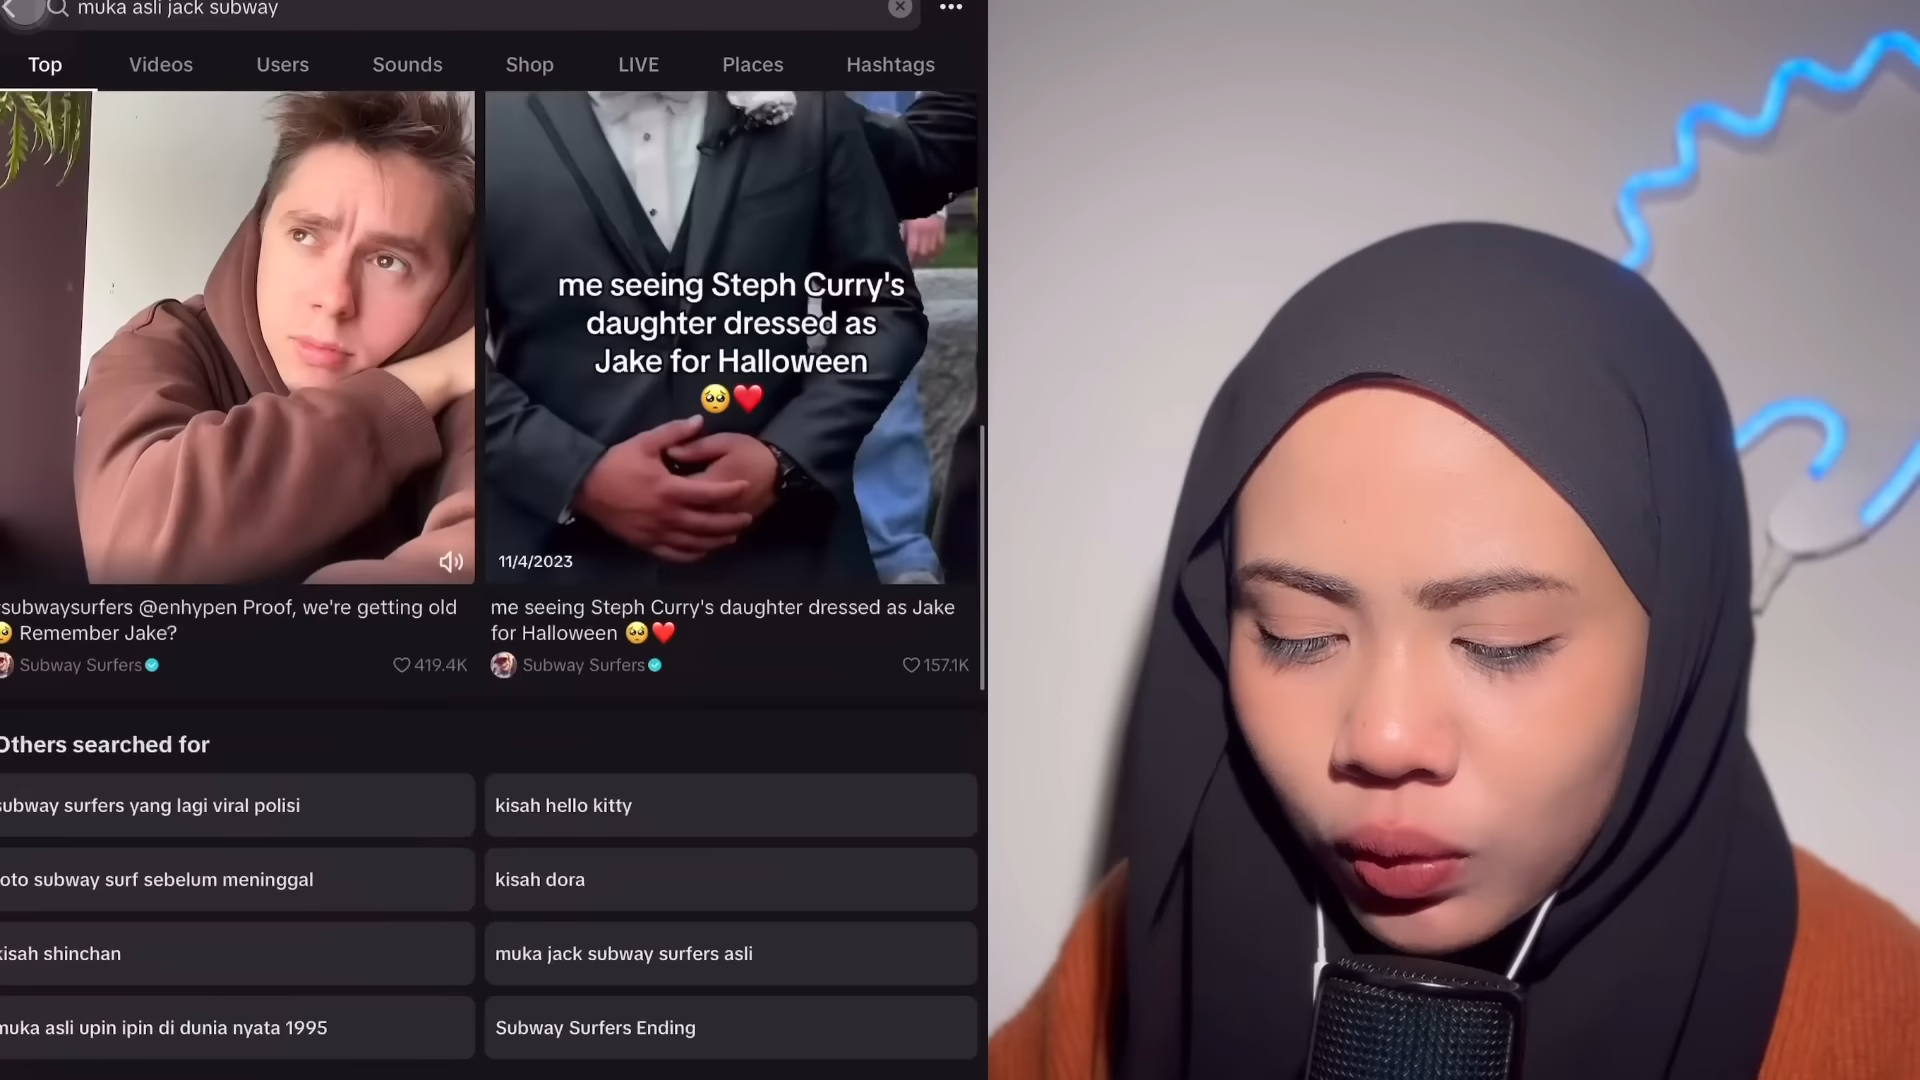 muka asli jack subway
Top Videos Users Sounds Shop LIVE Places Hashtags
me seeing Steph Curry's
daughter dressed as
Jake for Halloween
🥺❤️
11/4/2023
subwaysurfers @enhypen Proof, we're getting old
🥺 Remember Jake?
Subway Surfers
419.4K
me seeing Steph Curry's daughter dressed as Jake
for Halloween 🥺❤️
Subway Surfers
157.1K
Others searched for
subway surfers yang lagi viral polisi
kisah hello kitty
oto subway surf sebelum meninggal
kisah dora
kisah shinchan
muka jack subway surfers asli
muka asli upin ipin di dunia nyata 1995
Subway Surfers Ending